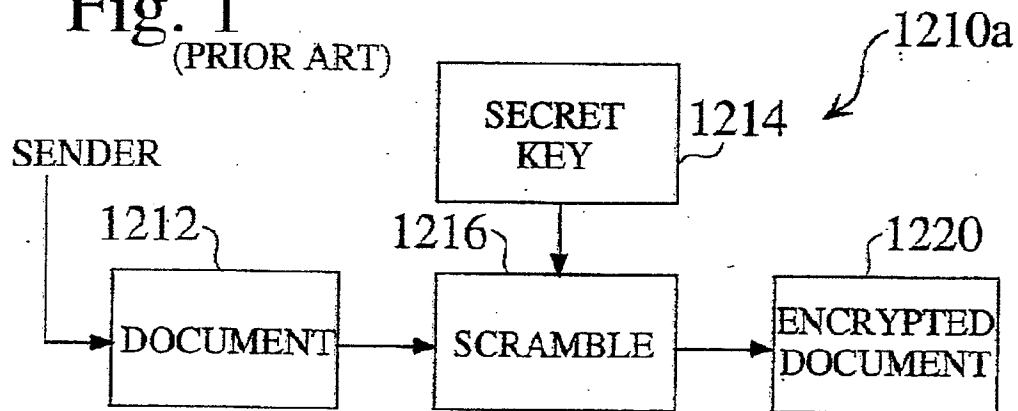 Fig. 1
(PRIOR ART)
1210a
SECRET
KEY
1214
SENDER
1212
1216
1220
DOCUMENT
SCRAMBLE
ENCRYPTED
DOCUMENT